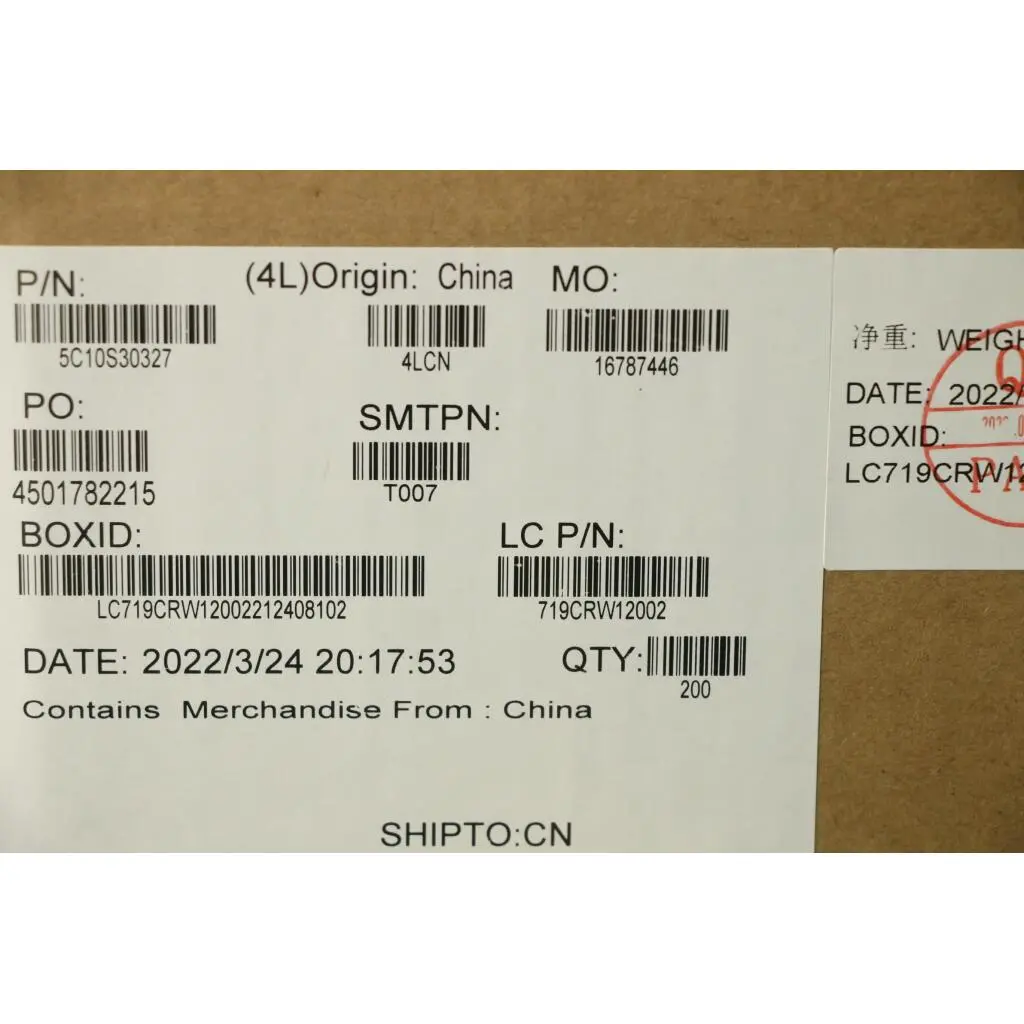 P/N: (4L)Origin: China MO:
5C10S30327 4LCN 16787446
PO: SMTPN:
4501782215 T007
BOXID: LC P/N:
LC719CRW12002212408102 719CRW12002
DATE: 2022/3/24 20:17:53 QTY:
200
Contains Merchandise From : China
SHIPTO:CN
净重:
DATE: 2022/
BOXID:
LC719CRW12